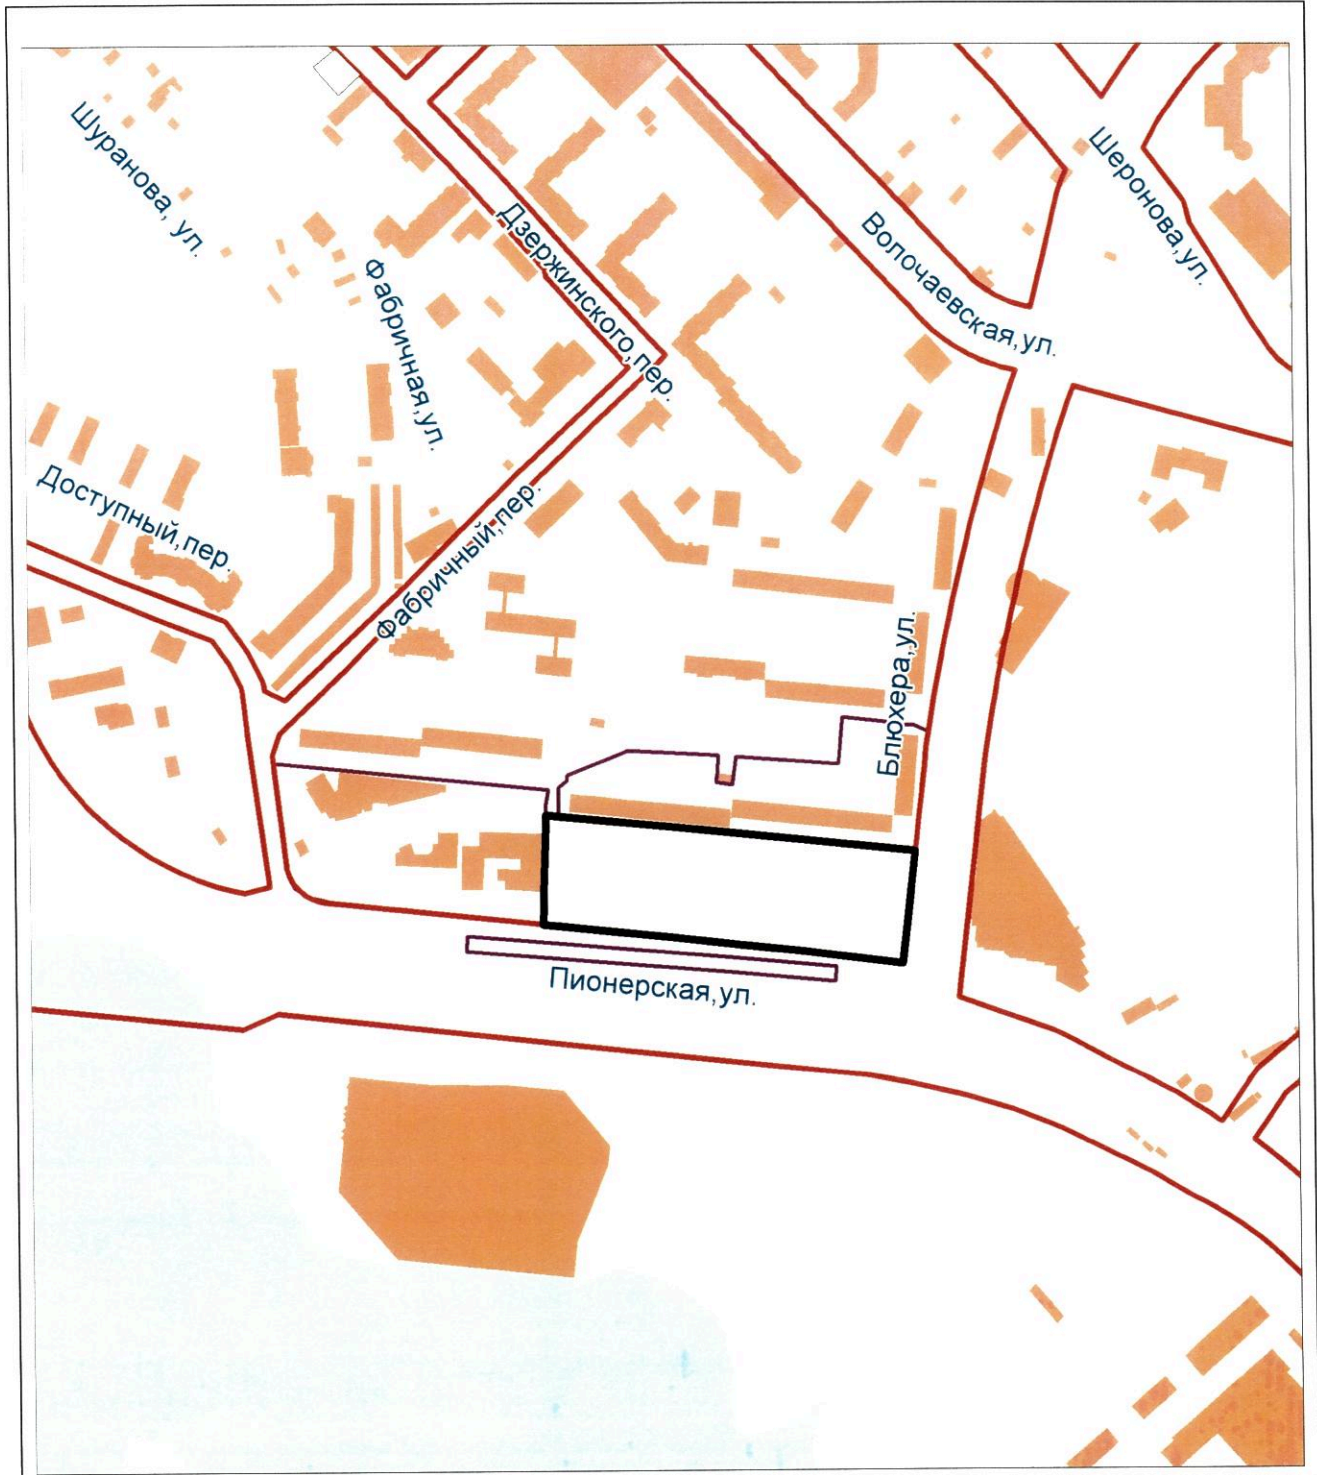 Шуранова, ул.
Шеронова,ул.
Дзержинского,пер.
Волочаевская,ул.
Фабричная,ул.
Доступный,пер.
Фабричный,пер.
Блюхера,ул.
Пионерская,ул.